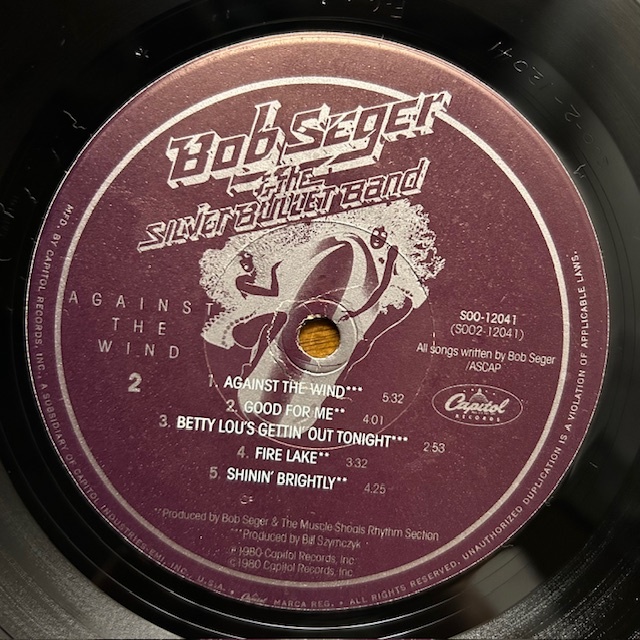 Bob Seger
& the
Silver Bullet Band
AGAINST
THE
WIND
2
SOO-12041
(SOO2-12041)
All songs written by Bob Seger
/ASCAP
Capitol
RECORDS
1. AGAINST THE WIND*** 5:32
2. GOOD FOR ME** 4:01
3. BETTY LOU'S GETTIN' OUT TONIGHT*** 2:53
4. FIRE LAKE** 3:32
5. SHININ' BRIGHTLY** 4:25
**Produced by Bob Seger & The Muscle Shoals Rhythm Section
***Produced by Bill Szymczyk
℗1980 Capitol Records, Inc.
©1980 Capitol Records, Inc.
MFD. BY CAPITOL RECORDS, INC., A SUBSIDIARY OF CAPITOL INDUSTRIES-EMI, INC., U.S.A. • Capitol MARCA REG. • ALL RIGHTS RESERVED. UNAUTHORIZED DUPLICATION IS A VIOLATION OF APPLICABLE LAWS.